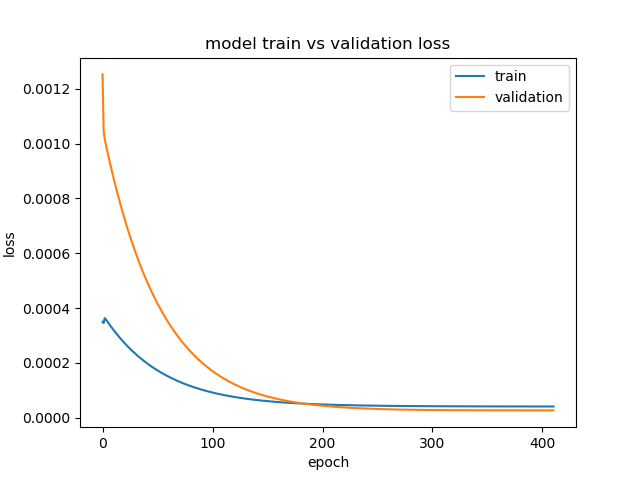 model train vs validation loss
train
validation
0.0012
0.0010
0.0008
0.0006
0.0004
0.0002
0.0000
loss
0 100 200 300 400
epoch